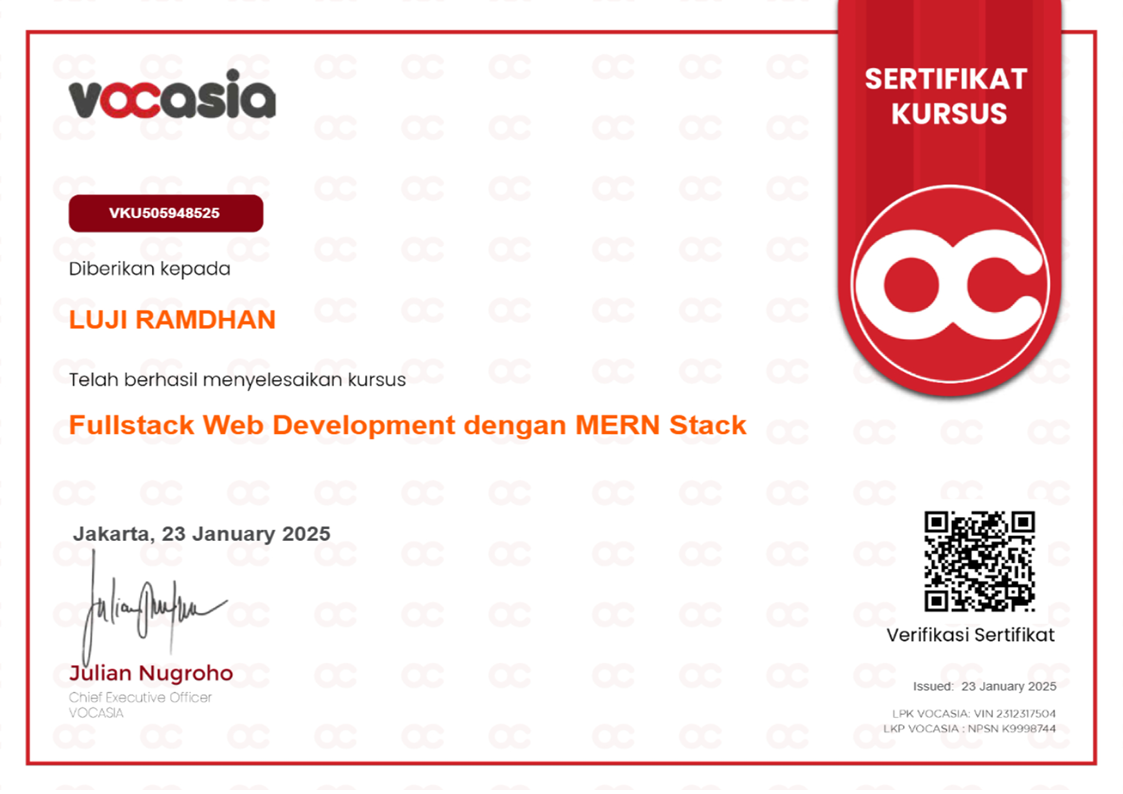 vocasia
SERTIFIKAT
KURSUS
VKU505948525
Diberikan kepada
LUJI RAMDHAN
Telah berhasil menyelesaikan kursus
Fullstack Web Development dengan MERN Stack
Jakarta, 23 January 2025
Julian Nugroho
Chief Executive Officer
VOCASIA
Verifikasi Sertifikat
Issued: 23 January 2025
LPK VOCASIA: VIN 2312317504
LKP VOCASIA : NPSN K9998744